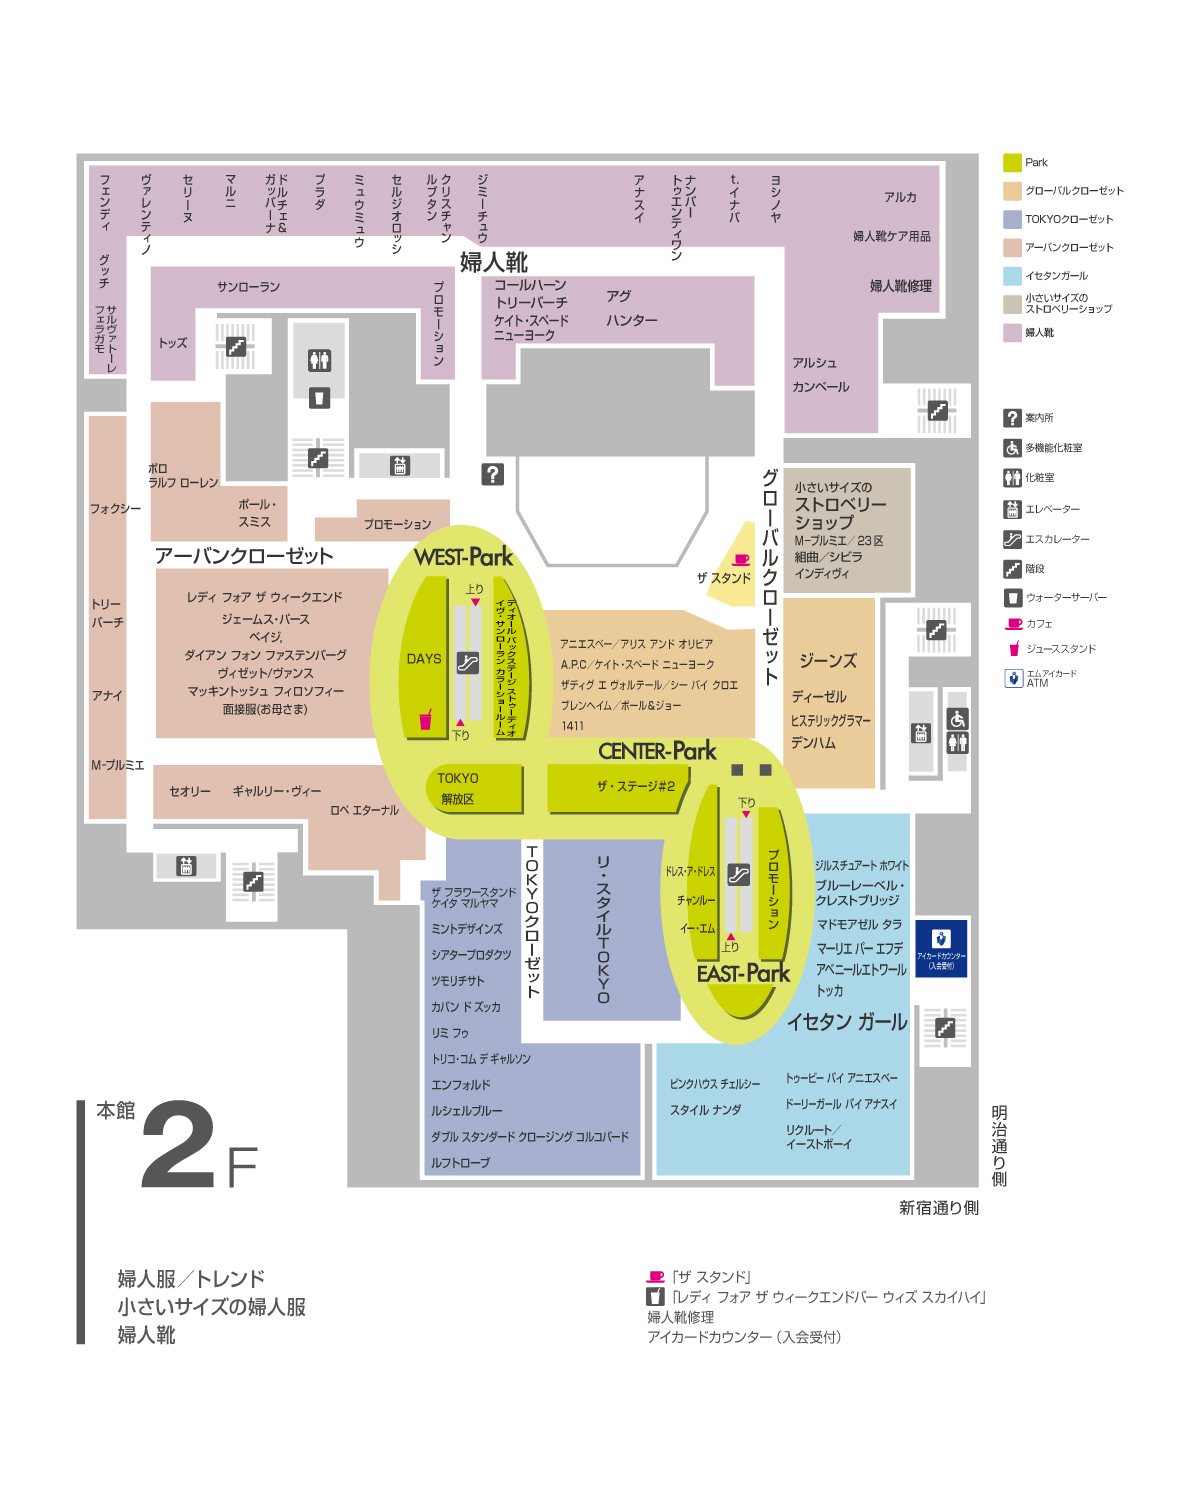 フェンディ
ヴァレンティノ
セリーヌ
マルニ
ドルチェ&
ガッバーナ
プラダ
ミュウミュウ
セルジオロッシ
クリスチャン
ルブタン
ジミーチュウ
アナスイ
ナンバー
トゥエンティワン
t.イナバ
ヨシノヤ
アルカ
婦人靴ケア用品
婦人靴修理
グッチ
サルヴァトーレ
フェラガモ
婦人靴
サンローラン
トッズ
プロモーション
コールハーン
トリーバーチ
ケイト・スペード
ニューヨーク
アグ
ハンター
アルシュ
カンペール
Park
グローバルクローゼット
TOKYOクローゼット
アーバンクローゼット
イセタンガール
小さいサイズの
ストロベリーショップ
婦人靴
案内所
多機能化粧室
化粧室
エレベーター
エスカレーター
階段
ウォーターサーバー
カフェ
ジューススタンド
エムアイカード
ATM
?
?
ポロ
ラルフ ローレン
フォクシー
ポール・
スミス
プロモーション
アーバンクローゼット
トリー
バーチ
アナイ
M-プルミエ
レディ フォア ザ ウィークエンド
ジェームス・パース
ベイジ,
ダイアン フォン ファステンバーグ
ヴィゼット/ヴァンス
マッキントッシュ フィロソフィー
面接服(お母さま)
セオリー
ギャルリー・ヴィー
ロペ エターナル
WEST-Park
上り
DAYS
下り
ディオール バックステージ ストゥーディオ
イヴ・サンローラン カラーショールーム
TOKYO
解放区
CENTER-Park
ザ・ステージ#2
グローバルクローゼット
ザ スタンド
アニエスベー/アリス アンド オリビア
A.P.C/ケイト・スペード ニューヨーク
ザディグ エ ヴォルテール/シー バイ クロエ
ブレンヘイム/ポール&ジョー
1411
小さいサイズの
ストロベリー
ショップ
M-プルミエ/23区
組曲/シビラ
インディヴィ
ジーンズ
ディーゼル
ヒステリックグラマー
デンハム
下り
ドレス・ア・ドレス
チャンルー
イー・エム
プロモーション
上り
EAST-Park
TOKYOクローゼット
リ・スタイルTOKYO
ザ フラワースタンド
ケイタ マルヤマ
ミントデザインズ
シアタープロダクツ
ツモリチサト
カバン ド ズッカ
リミ フゥ
トリコ・コム デ ギャルソン
エンフォルド
ルシェルブルー
ダブル スタンダード クロージング コルコバード
ルフトローブ
ジルスチュアート ホワイト
ブルーレーベル・
クレストブリッジ
マドモアゼル タラ
マーリエ パー エフデ
アベニールエトワール
トッカ
イセタン ガール
アイカードカウンター
(入会受付)
ピンクハウス チェルシー
スタイル ナンダ
トゥービー バイ アニエスベー
ドーリーガール バイ アナスイ
リクルート/
イーストボーイ
明治通り側
新宿通り側
本館
2F
婦人服/トレンド
小さいサイズの婦人服
婦人靴
「ザ スタンド」
「レディ フォア ザ ウィークエンドバー ウィズ スカイハイ」
婦人靴修理
アイカードカウンター(入会受付)